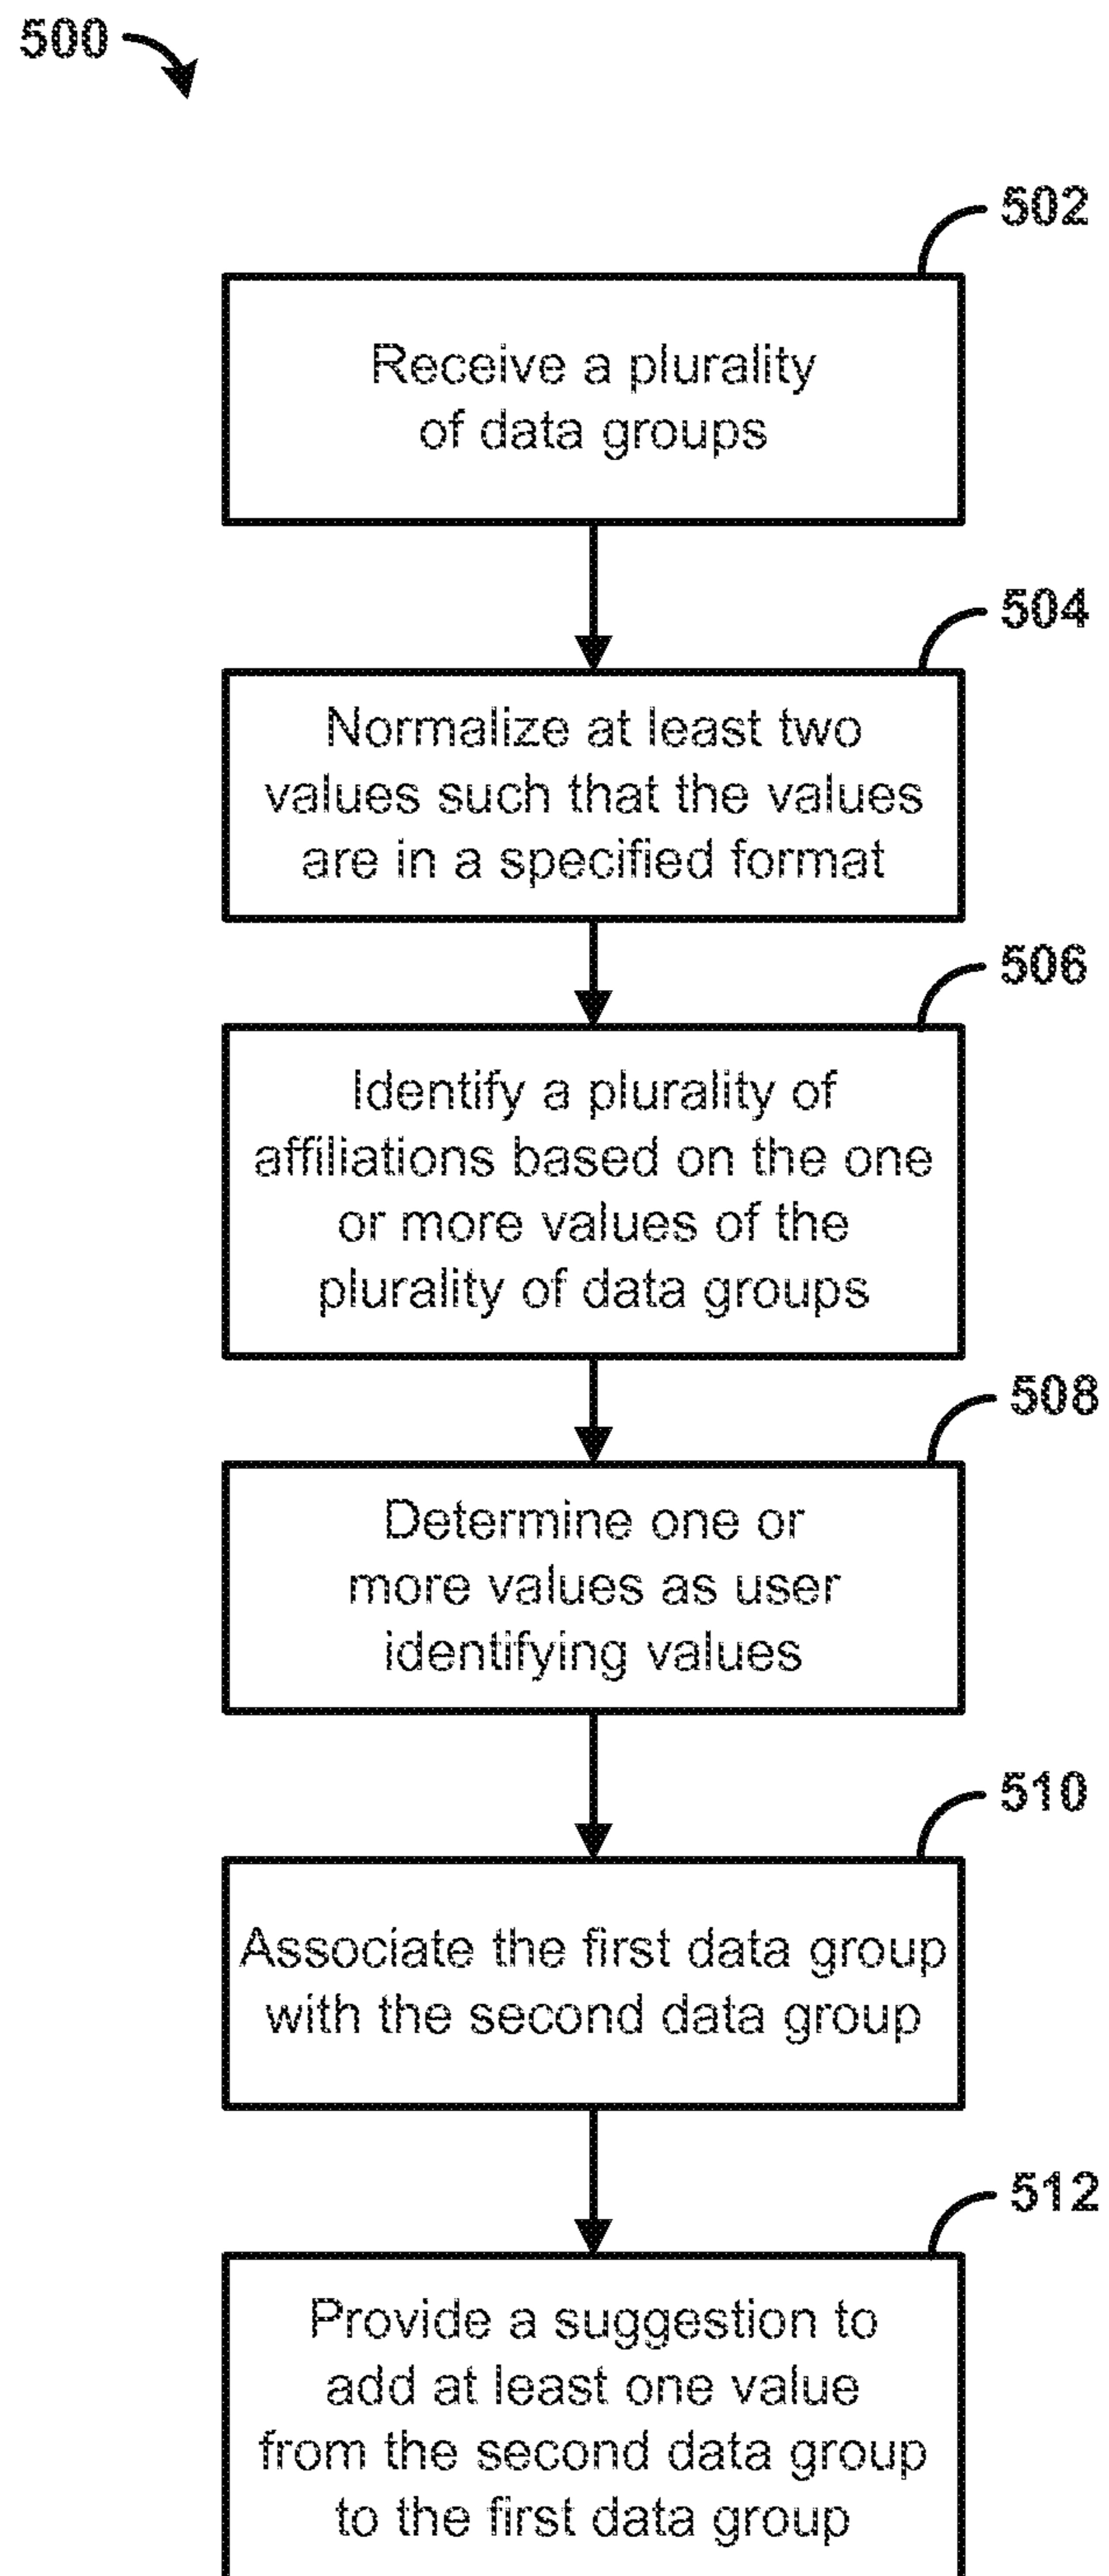 500
502
Receive a plurality
of data groups
504
Normalize at least two
values such that the values
are in a specified format
506
Identify a plurality of
affiliations based on the one
or more values of the
plurality of data groups
508
Determine one or
more values as user
identifying values
510
Associate the first data group
with the second data group
512
Provide a suggestion to
add at least one value
from the second data group
to the first data group